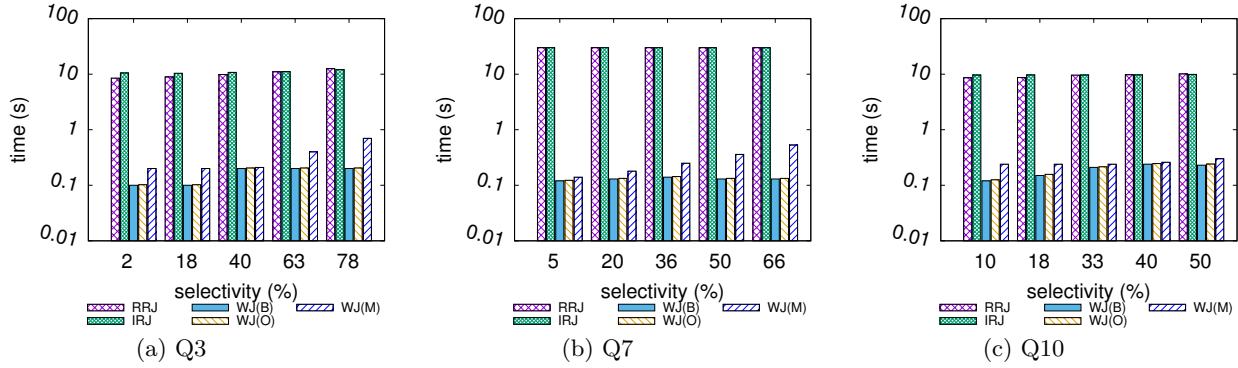 100
10
1
0.1
0.01
time (s)
2 18 40 63 78
selectivity (%)
RRJ WJ(B) WJ(M)
IRJ WJ(O)
(a) Q3
100
10
1
0.1
0.01
time (s)
5 20 36 50 66
selectivity (%)
RRJ WJ(B) WJ(M)
IRJ WJ(O)
(b) Q7
100
10
1
0.1
0.01
time (s)
10 18 33 40 50
selectivity (%)
RRJ WJ(B) WJ(M)
IRJ WJ(O)
(c) Q10